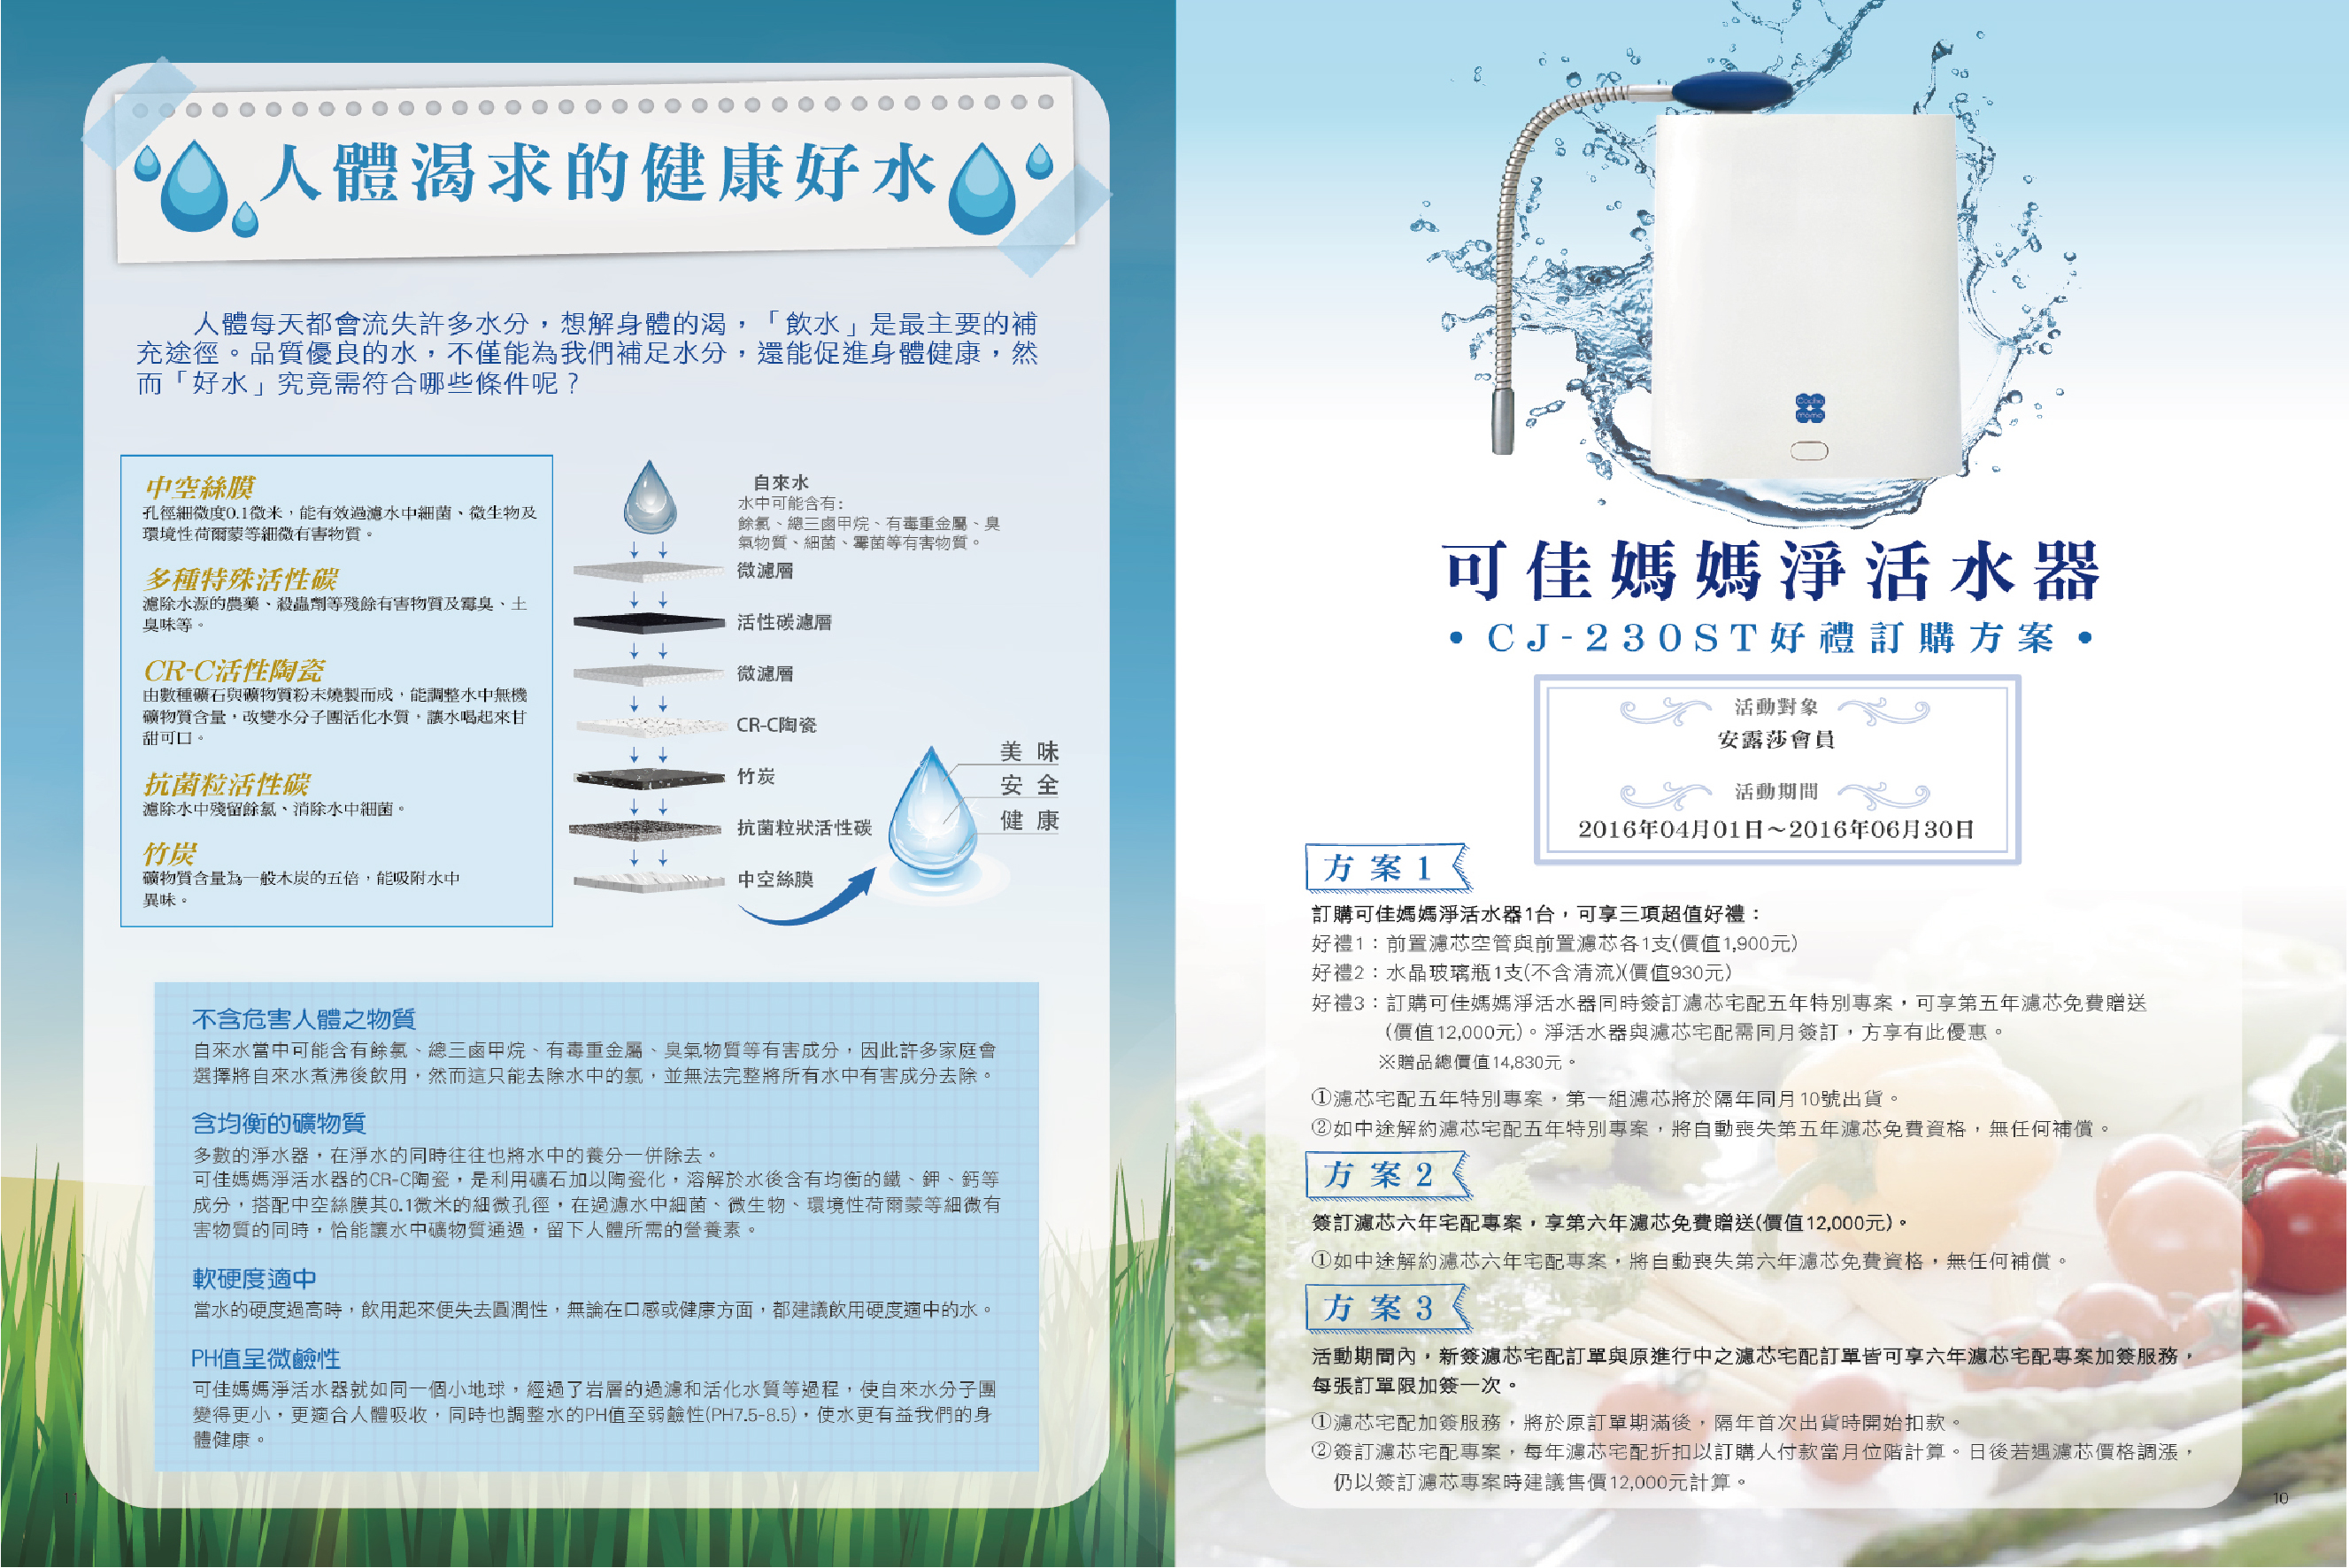 人體渴求的健康好水
人體每天都會流失許多水分，想解身體的渴，「飲水」是最主要的補
充途徑。品質優良的水，不僅能為我們補足水分，還能促進身體健康，然
而「好水」究竟需符合哪些條件呢？
中空絲膜
孔徑細微度0.1微米，能有效過濾水中細菌、微生物及
環境性荷爾蒙等細微有害物質。
多種特殊活性碳
濾除水源的農藥、殺蟲劑等殘餘有害物質及霉臭、土
臭味等。
CR-C活性陶瓷
由數種礦石與礦物質粉末燒製而成，能調整水中無機
礦物質含量，改變水分子團活化水質，讓水喝起來甘
甜可口。
抗菌粒活性碳
濾除水中殘留餘氯、消除水中細菌。
竹炭
礦物質含量為一般木炭的五倍，能吸附水中
異味。
自來水
水中可能含有:
餘氯、總三鹵甲烷、有毒重金屬、臭
氣物質、細菌、霉菌等有害物質。
微濾層
活性碳濾層
微濾層
CR-C陶瓷
竹炭
抗菌粒狀活性碳
中空絲膜
美 味
安 全
健 康
不含危害人體之物質
自來水當中可能含有餘氯、總三鹵甲烷、有毒重金屬、臭氣物質等有害成分，因此許多家庭會
選擇將自來水煮沸後飲用，然而這只能去除水中的氯，並無法完整將所有水中有害成分去除。
含均衡的礦物質
多數的淨水器，在淨水的同時往往也將水中的養分一併除去。
可佳媽媽淨活水器的CR-C陶瓷，是利用礦石加以陶瓷化，溶解於水後含有均衡的鐵、鉀、鈣等
成分，搭配中空絲膜其0.1微米的細微孔徑，在過濾水中細菌、微生物、環境性荷爾蒙等細微有
害物質的同時，恰能讓水中礦物質通過，留下人體所需的營養素。
軟硬度適中
當水的硬度過高時，飲用起來便失去圓潤性，無論在口感或健康方面，都建議飲用硬度適中的水。
PH值呈微鹼性
可佳媽媽淨活水器就如同一個小地球，經過了岩層的過濾和活化水質等過程，使自來水分子團
變得更小，更適合人體吸收，同時也調整水的PH值至弱鹼性(PH7.5-8.5)，使水更有益我們的身
體健康。
11
可佳媽媽淨活水器
•CJ-230ST好禮訂購方案•
活動對象
安露莎會員
活動期間
2016年04月01日～2016年06月30日
方案1
訂購可佳媽媽淨活水器1台，可享三項超值好禮：
好禮1：前置濾芯空管與前置濾芯各1支(價值1,900元)
好禮2：水晶玻璃瓶1支(不含清流)(價值930元)
好禮3：訂購可佳媽媽淨活水器同時簽訂濾芯宅配五年特別專案，可享第五年濾芯免費贈送
(價值12,000元)。淨活水器與濾芯宅配需同月簽訂，方享有此優惠。
※贈品總價值14,830元。
①濾芯宅配五年特別專案，第一組濾芯將於隔年同月10號出貨。
②如中途解約濾芯宅配五年特別專案，將自動喪失第五年濾芯免費資格，無任何補償。
方案2
簽訂濾芯六年宅配專案，享第六年濾芯免費贈送(價值12,000元)。
①如中途解約濾芯六年宅配專案，將自動喪失第六年濾芯免費資格，無任何補償。
方案3
活動期間內，新簽濾芯宅配訂單與原進行中之濾芯宅配訂單皆可享六年濾芯宅配專案加簽服務，
每張訂單限加簽一次。
①濾芯宅配加簽服務，將於原訂單期滿後，隔年首次出貨時開始扣款。
②簽訂濾芯宅配專案，每年濾芯宅配折扣以訂購人付款當月位階計算。日後若遇濾芯價格調漲，
仍以簽訂濾芯專案時建議售價12,000元計算。
10